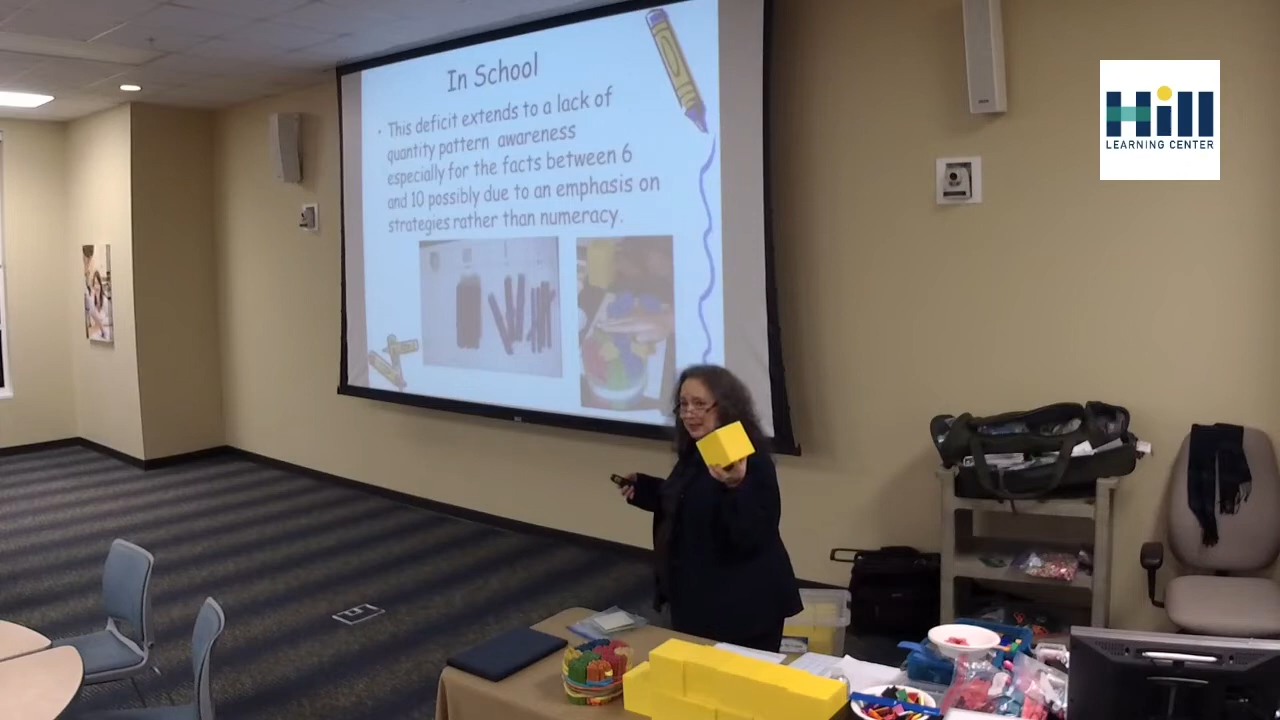 In School
• This deficit extends to a lack of
quantity pattern awareness
especially for the facts between 6
and 10 possibly due to an emphasis on
strategies rather than numeracy.
Hill
LEARNING CENTER